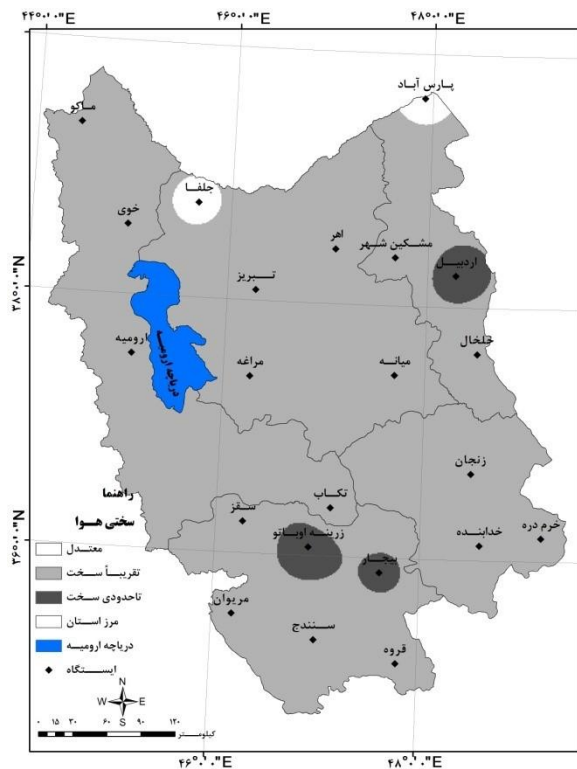 ۴۴°۰'۰"E
۴۶°۰'۰"E
۴۸°۰'۰"E
پارس آباد
ماکو
جلفا
خوی
اهر
مشکین شهر
اردبیل
۳۸°۰'۰"N
تبریز
خلخال
ارومیه
دریاچه ارومیه
مراغه
میانه
زنجان
راهنما
سختی هوا
تکاب
سقز
زرینه اوباتو
خدابنده
خرم دره
۳۶°۰'۰"N
بیجار
معتدل
تقریباً سخت
تاحدودی سخت
مرز استان
دریاچه ارومیه
ایستگاه
مریوان
سنندج
قروه
N
W E
S
۰ ۱۵ ۳۰ ۶۰ ۹۰ ۱۲۰
کیلومتر
۴۶°۰'۰"E
۴۸°۰'۰"E